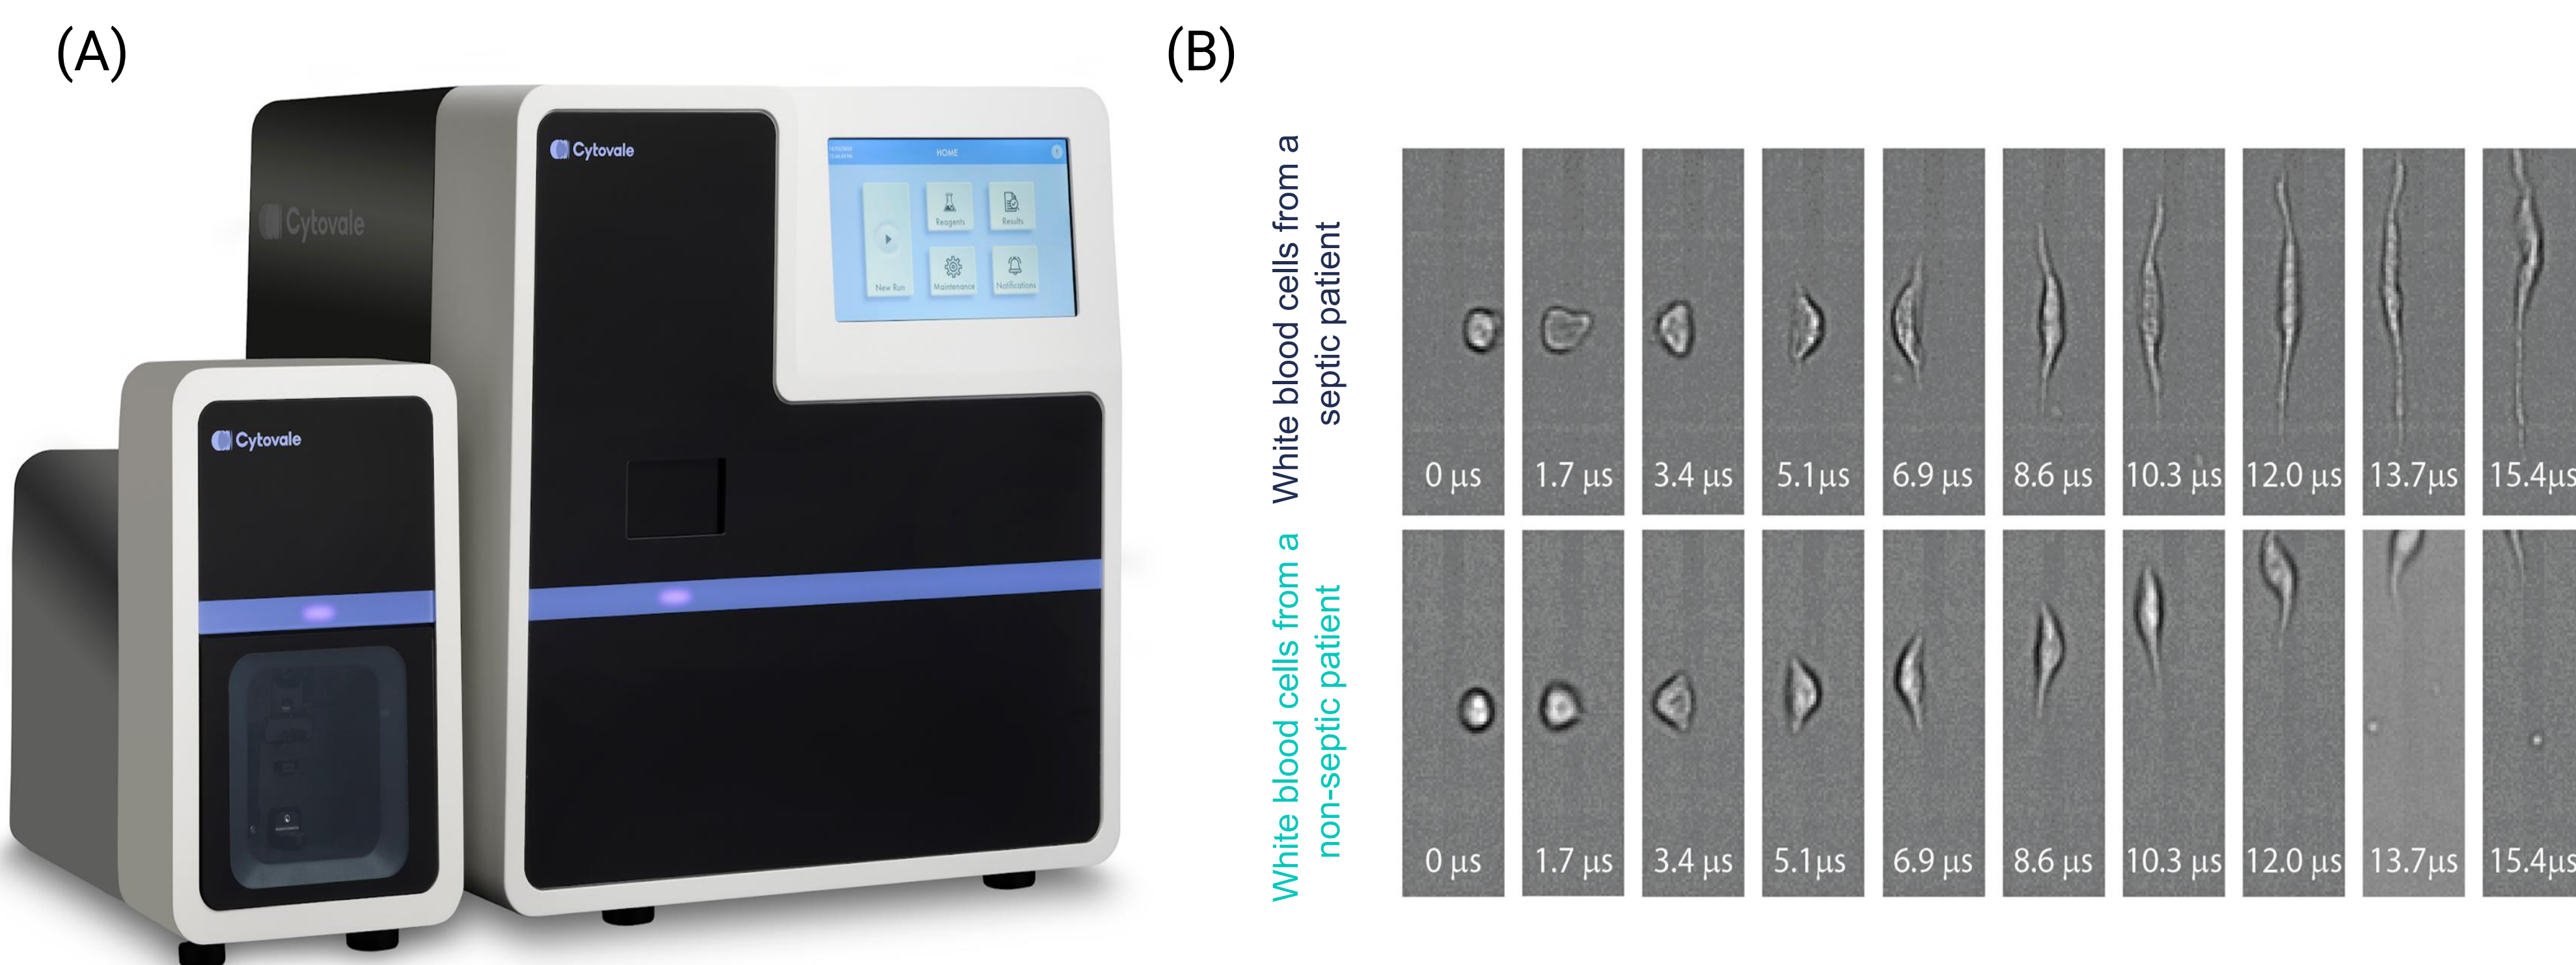 (A)
(B)
Cytovale
Cytovale
Cytovale
HOME
New Run
Reagents
Results
Maintenance
Notifications
White blood cells from a
septic patient
0 µs
1.7 µs
3.4 µs
5.1µs
6.9 µs
8.6 µs
10.3 µs
12.0 µs
13.7µs
15.4µs
White blood cells from a
non-septic patient
0 µs
1.7 µs
3.4 µs
5.1µs
6.9 µs
8.6 µs
10.3 µs
12.0 µs
13.7µs
15.4µs